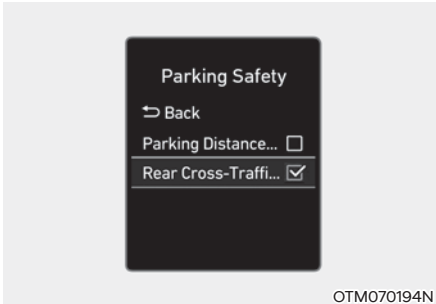 Parking Safety
Back
Parking Distance...
Rear Cross-Traffi...
OTM070194N